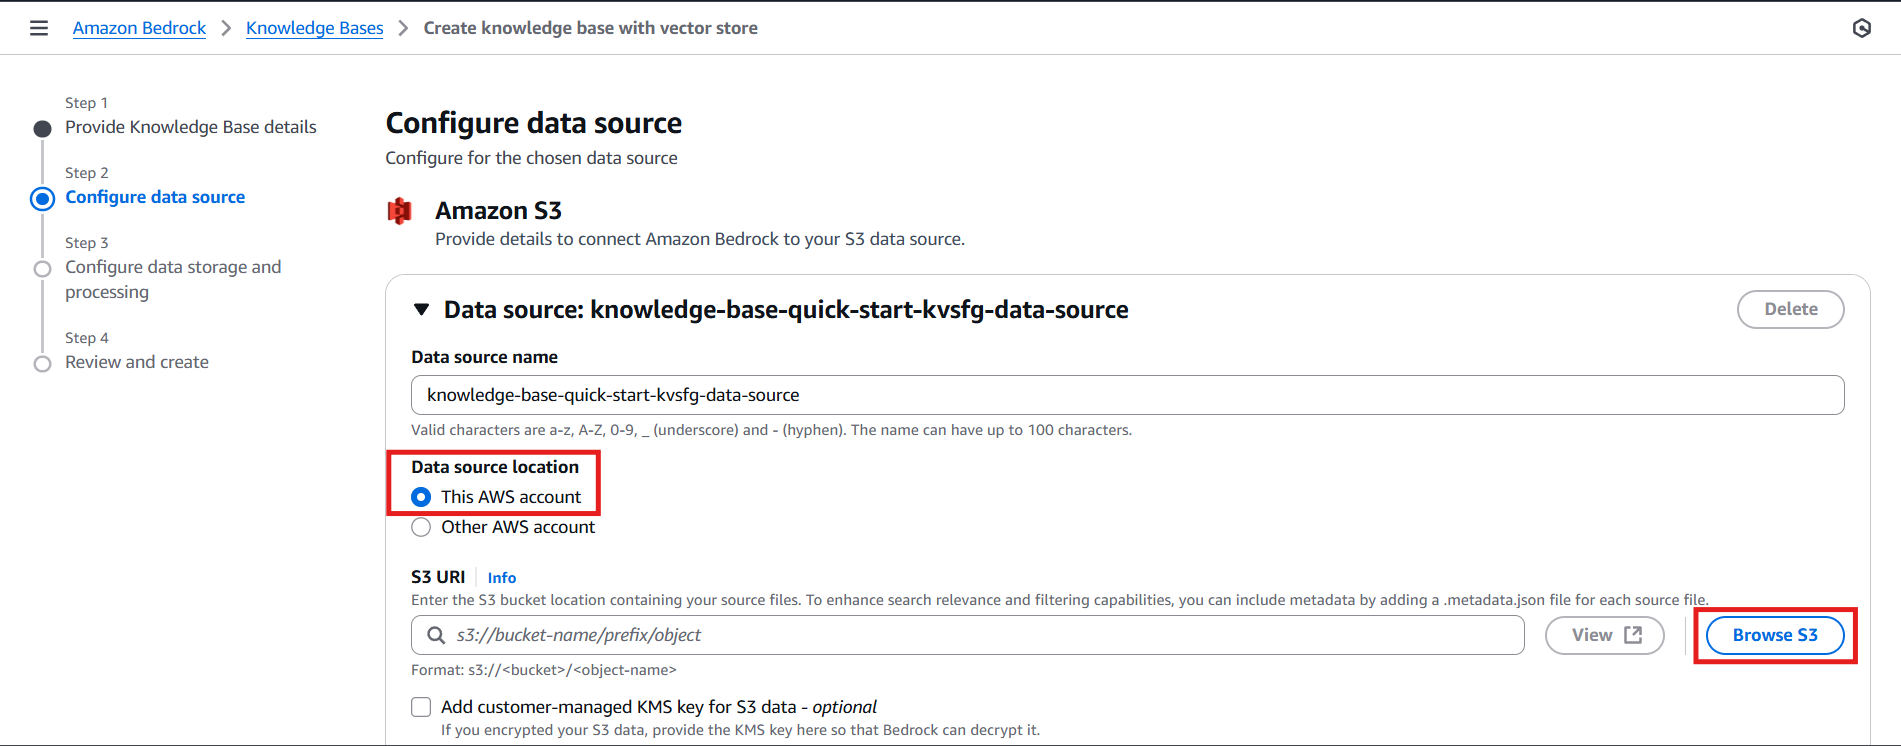 Amazon Bedrock > Knowledge Bases > Create knowledge base with vector store
Step 1
Provide Knowledge Base details
Step 2
Configure data source
Step 3
Configure data storage and
processing
Step 4
Review and create
Configure data source
Configure for the chosen data source
Amazon S3
Provide details to connect Amazon Bedrock to your S3 data source.
Data source: knowledge-base-quick-start-kvsfg-data-source
Delete
Data source name
knowledge-base-quick-start-kvsfg-data-source
Valid characters are a-z, A-Z, 0-9, _ (underscore) and - (hyphen). The name can have up to 100 characters.
Data source location
This AWS account
Other AWS account
S3 URI Info
Enter the S3 bucket location containing your source files. To enhance search relevance and filtering capabilities, you can include metadata by adding a .metadata.json file for each source file.
s3://bucket-name/prefix/object
View
Browse S3
Format: s3://<bucket>/<object-name>
Add customer-managed KMS key for S3 data - optional
If you encrypted your S3 data, provide the KMS key here so that Bedrock can decrypt it.